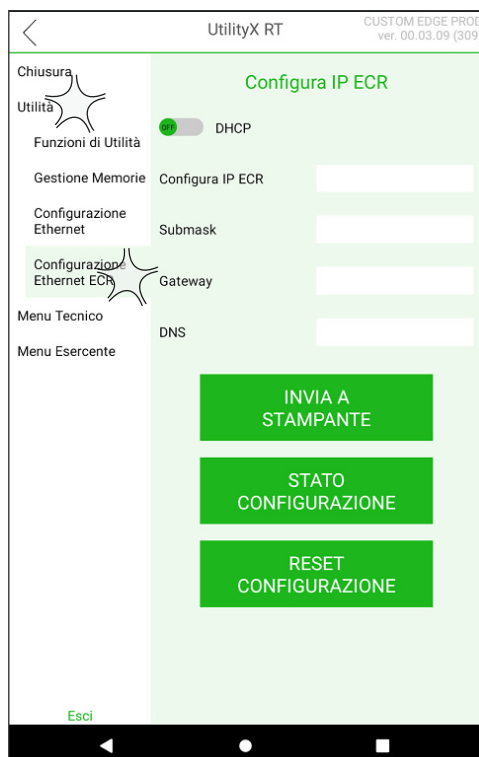 UtilityX RT
CUSTOM EDGE PROD
ver. 00.03.09 (309
Chiusura
Utilità
Funzioni di Utilità
Gestione Memorie
Configurazione
Ethernet
Configurazione
Ethernet ECR
Menu Tecnico
Menu Esercente
Esci
Configura IP ECR
OFF
DHCP
Configura IP ECR
Submask
Gateway
DNS
INVIA A
STAMPANTE
STATO
CONFIGURAZIONE
RESET
CONFIGURAZIONE